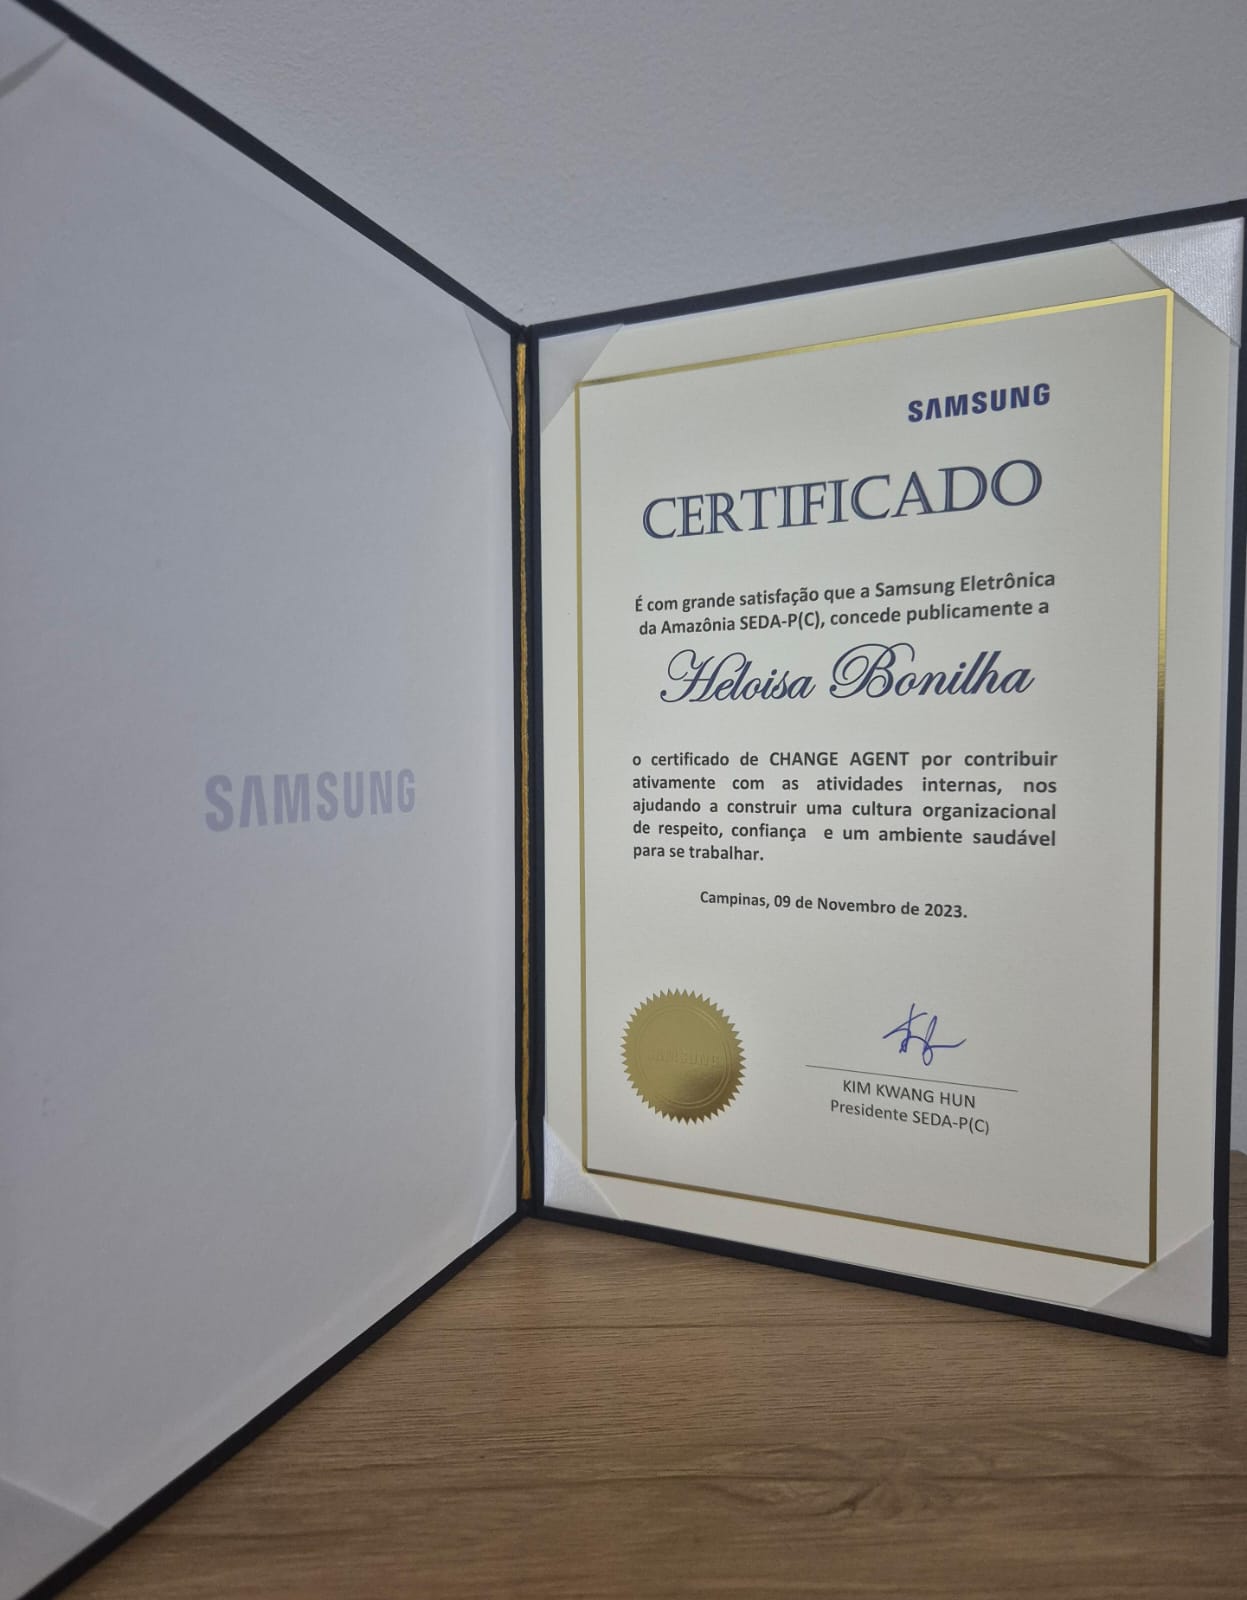 SAMSUNG
SAMSUNG
CERTIFICADO
É com grande satisfação que a Samsung Eletrônica
da Amazônia SEDA-P(C), concede publicamente a
Heloisa Bonilha
o certificado de CHANGE AGENT por contribuir
ativamente com as atividades internas, nos
ajudando a construir uma cultura organizacional
de respeito, confiança e um ambiente saudável
para se trabalhar.
Campinas, 09 de Novembro de 2023.
SAMSUNG
KIM KWANG HUN
Presidente SEDA-P(C)